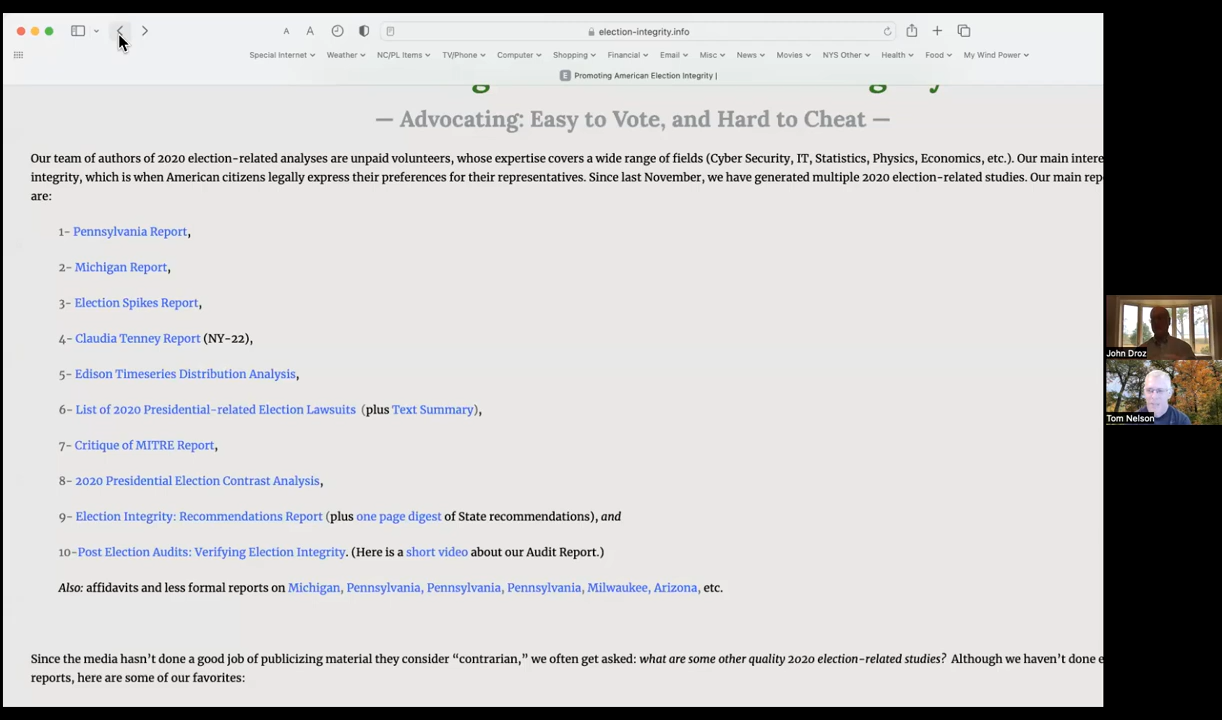 A A election-integrity.info
Special Internet Weather NC/PL Items TV/Phone Computer Shopping Financial Email Misc News Movies NYS Other Health Food My Wind Power
E Promoting American Election Integrity |
— Advocating: Easy to Vote, and Hard to Cheat —
Our team of authors of 2020 election-related analyses are unpaid volunteers, whose expertise covers a wide range of fields (Cyber Security, IT, Statistics, Physics, Economics, etc.). Our main intere
integrity, which is when American citizens legally express their preferences for their representatives. Since last November, we have generated multiple 2020 election-related studies. Our main rep
are:
1- Pennsylvania Report,
2- Michigan Report,
3- Election Spikes Report,
4- Claudia Tenney Report (NY-22),
5- Edison Timeseries Distribution Analysis,
6- List of 2020 Presidential-related Election Lawsuits (plus Text Summary),
7- Critique of MITRE Report,
8- 2020 Presidential Election Contrast Analysis,
9- Election Integrity: Recommendations Report (plus one page digest of State recommendations), and
10-Post Election Audits: Verifying Election Integrity. (Here is a short video about our Audit Report.)
Also: affidavits and less formal reports on Michigan, Pennsylvania, Pennsylvania, Pennsylvania, Milwaukee, Arizona, etc.
Since the media hasn't done a good job of publicizing material they consider "contrarian," we often get asked: what are some other quality 2020 election-related studies? Although we haven't done e
reports, here are some of our favorites:
John Droz
Tom Nelson